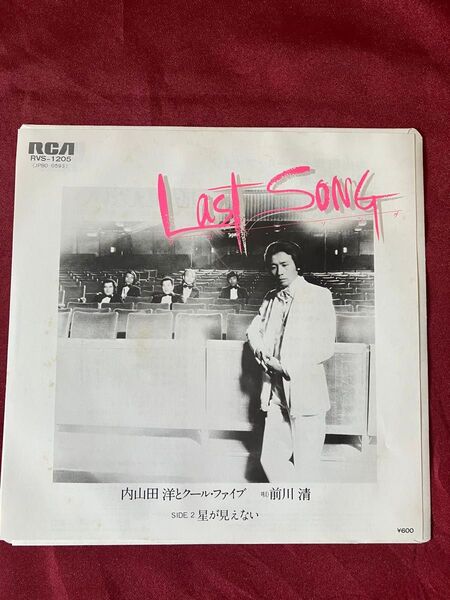 RCA
RVS-1205
(JPBO-0593)
Last SONG
内山田 洋とクール・ファイブ 唄)前川 清
SIDE 2 星が見えない
¥600